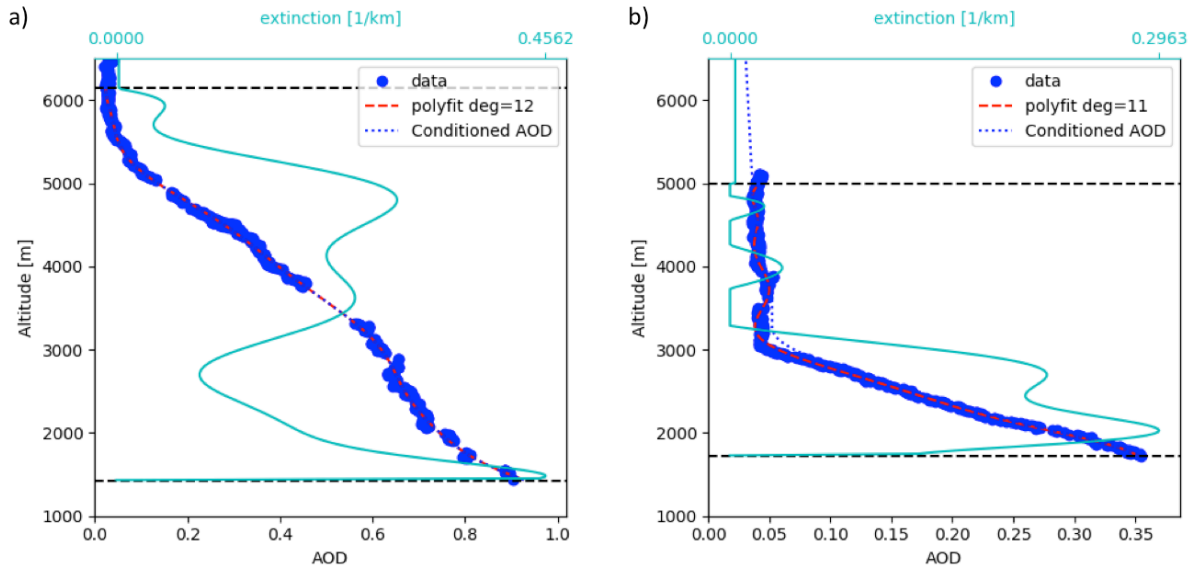 a)
extinction [1/km]
0.0000 0.4562
data
polyfit deg=12
Conditioned AOD
Altitude [m]
6000
5000
4000
3000
2000
1000
0.0 0.2 0.4 0.6 0.8 1.0
AOD
b)
extinction [1/km]
0.0000 0.2963
data
polyfit deg=11
Conditioned AOD
Altitude [m]
6000
5000
4000
3000
2000
1000
0.00 0.05 0.10 0.15 0.20 0.25 0.30 0.35
AOD